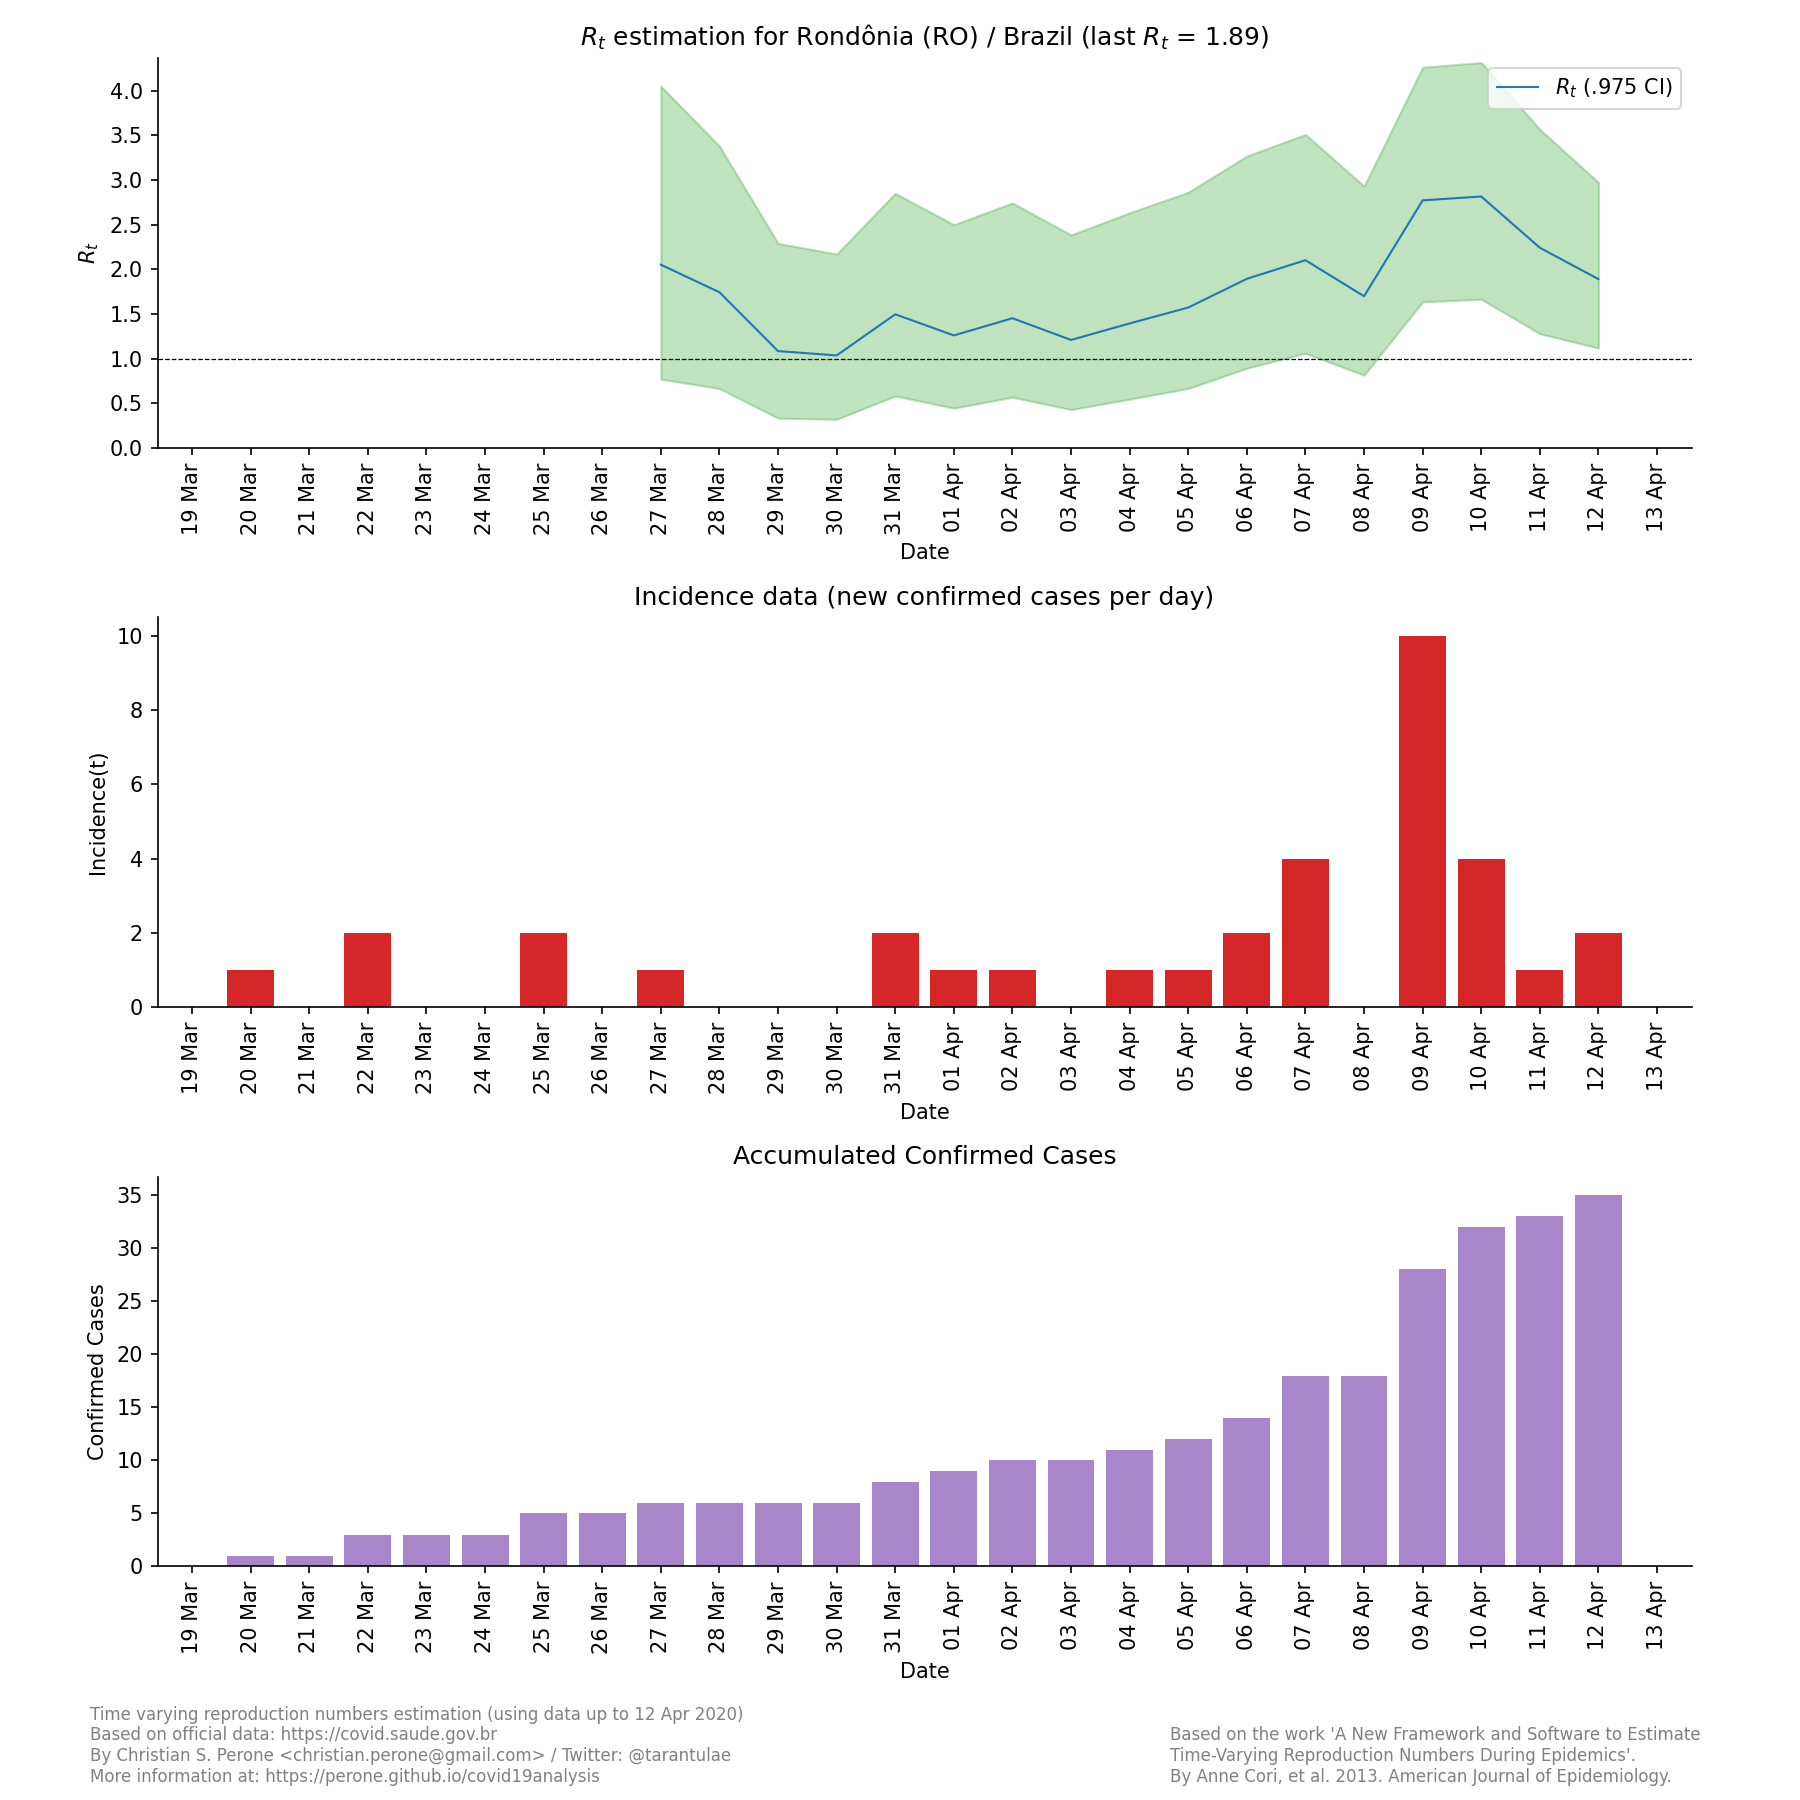 Rt estimation for Rondônia (RO) / Brazil (last Rt = 1.89)
Rt (.975 CI)
Rt
4.0
3.5
3.0
2.5
2.0
1.5
1.0
0.5
0.0
19 Mar 20 Mar 21 Mar 22 Mar 23 Mar 24 Mar 25 Mar 26 Mar 27 Mar 28 Mar 29 Mar 30 Mar 31 Mar 01 Apr 02 Apr 03 Apr 04 Apr 05 Apr 06 Apr 07 Apr 08 Apr 09 Apr 10 Apr 11 Apr 12 Apr 13 Apr
Date
Incidence data (new confirmed cases per day)
Incidence(t)
10
8
6
4
2
0
19 Mar 20 Mar 21 Mar 22 Mar 23 Mar 24 Mar 25 Mar 26 Mar 27 Mar 28 Mar 29 Mar 30 Mar 31 Mar 01 Apr 02 Apr 03 Apr 04 Apr 05 Apr 06 Apr 07 Apr 08 Apr 09 Apr 10 Apr 11 Apr 12 Apr 13 Apr
Date
Accumulated Confirmed Cases
Confirmed Cases
35
30
25
20
15
10
5
0
19 Mar 20 Mar 21 Mar 22 Mar 23 Mar 24 Mar 25 Mar 26 Mar 27 Mar 28 Mar 29 Mar 30 Mar 31 Mar 01 Apr 02 Apr 03 Apr 04 Apr 05 Apr 06 Apr 07 Apr 08 Apr 09 Apr 10 Apr 11 Apr 12 Apr 13 Apr
Date
Time varying reproduction numbers estimation (using data up to 12 Apr 2020)
Based on official data: https://covid.saude.gov.br
By Christian S. Perone <christian.perone@gmail.com> / Twitter: @tarantulae
More information at: https://perone.github.io/covid19analysis
Based on the work 'A New Framework and Software to Estimate
Time-Varying Reproduction Numbers During Epidemics'.
By Anne Cori, et al. 2013. American Journal of Epidemiology.